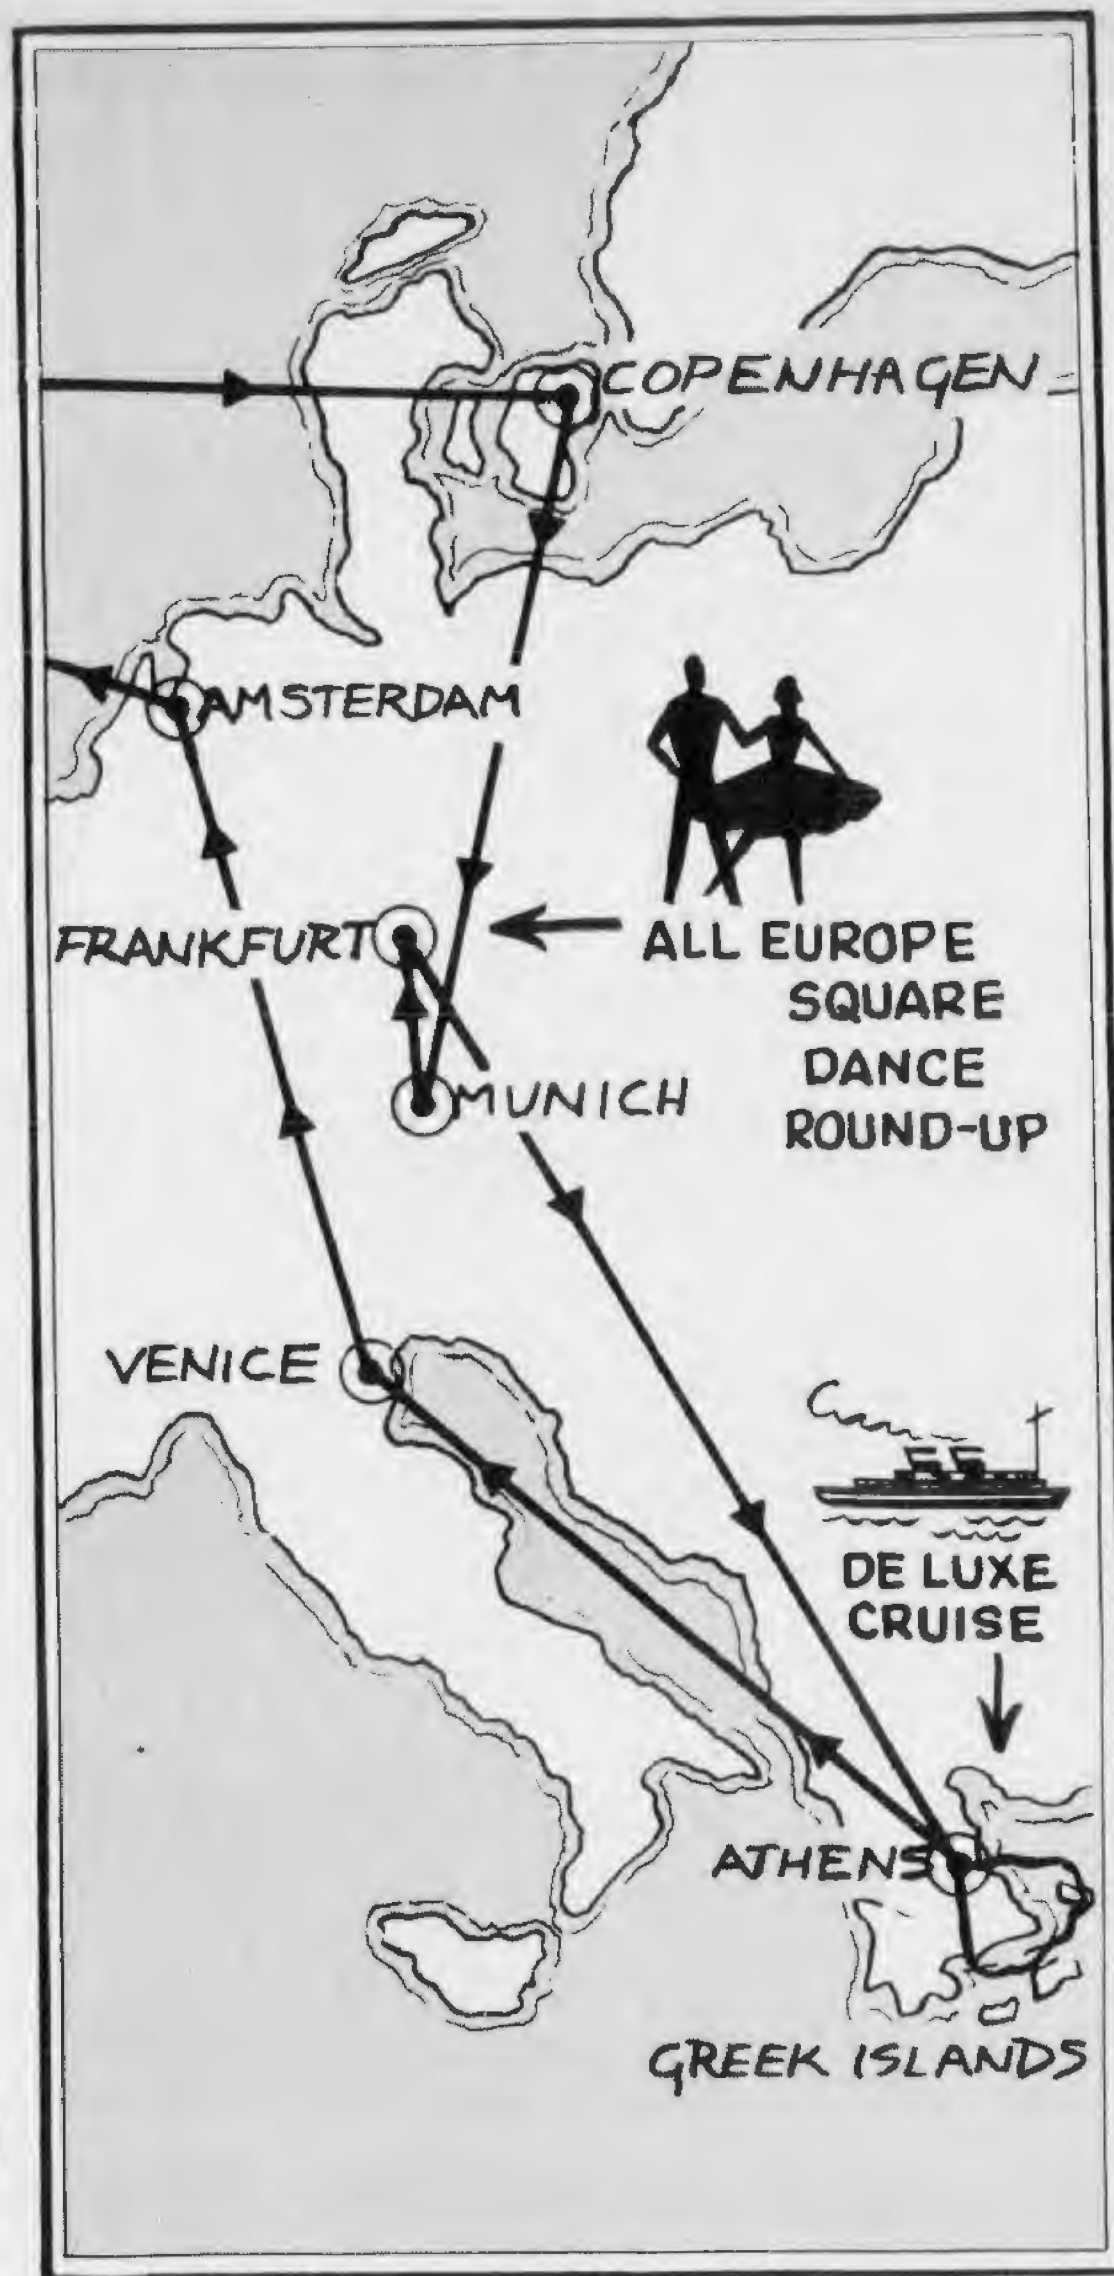 COPENHAGEN
AMSTERDAM
FRANKFURT
ALL EUROPE
SQUARE
DANCE
ROUND-UP
MUNICH
VENICE
DE LUXE
CRUISE
ATHENS
GREEK ISLANDS